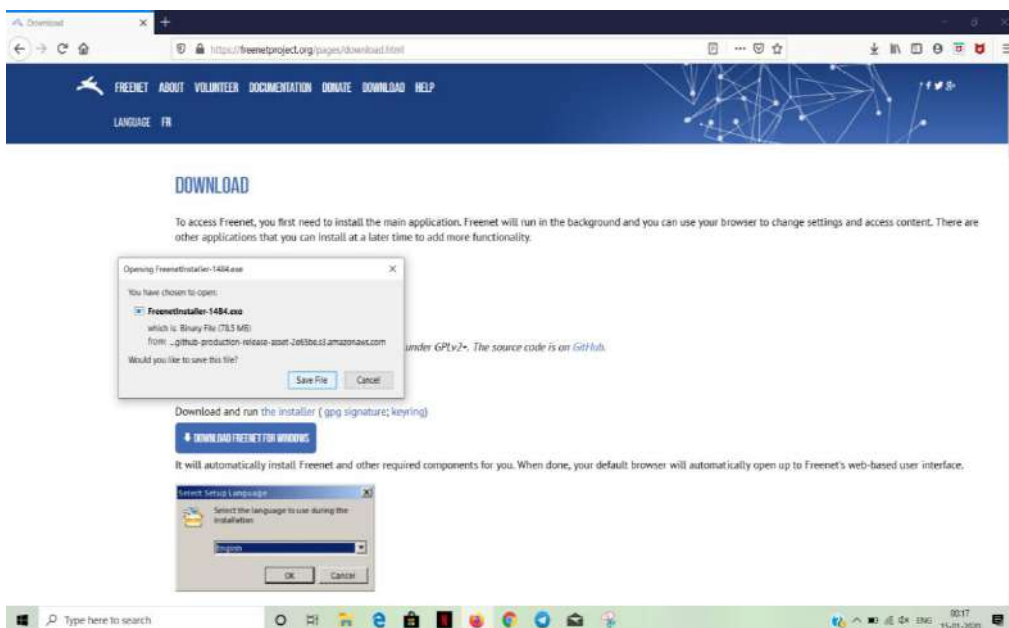 Download
https://freenetproject.org/pages/download.html
FREENET ABOUT VOLUNTEER DOCUMENTATION DONATE DOWNLOAD HELP
LANGUAGE FR
DOWNLOAD
To access Freenet, you first need to install the main application. Freenet will run in the background and you can use your browser to change settings and access content. There are
other applications that you can install at a later time to add more functionality.
Opening FreenetInstaller-1484.exe
You have chosen to open:
FreenetInstaller-1484.exe
which is: Binary File (78.5 MB)
from: ...github-production-release-asset-2e65be.s3.amazonaws.com
Would you like to save this file?
Save File Cancel
under GPLv2+. The source code is on GitHub.
Download and run the installer ( gpg signature; keyring)
DOWNLOAD FREENET FOR WINDOWS
It will automatically install Freenet and other required components for you. When done, your default browser will automatically open up to Freenet's web-based user interface.
Select Setup Language
Select the language to use during the
installation
English
OK Cancel
Type here to search
ENG
00:17
15-01-2020